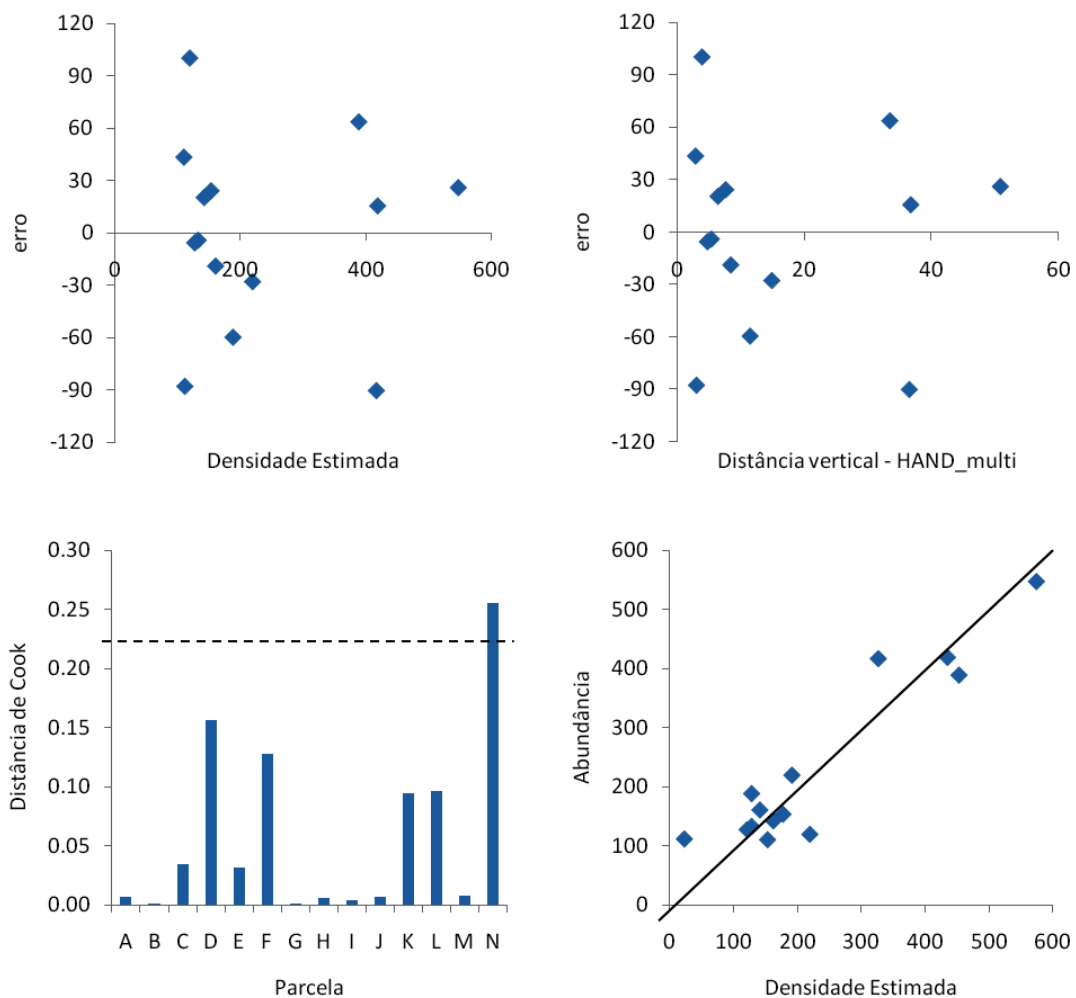 120
90
60
30
0
-30
-60
-90
-120
erro
0 200 400 600
Densidade Estimada
120
90
60
30
0
-30
-60
-90
-120
erro
0 20 40 60
Distância vertical - HAND_multi
0.30
0.25
0.20
0.15
0.10
0.05
0.00
Distância de Cook
A B C D E F G H I J K L M N
Parcela
600
500
400
300
200
100
0
Abundância
0 100 200 300 400 500 600
Densidade Estimada